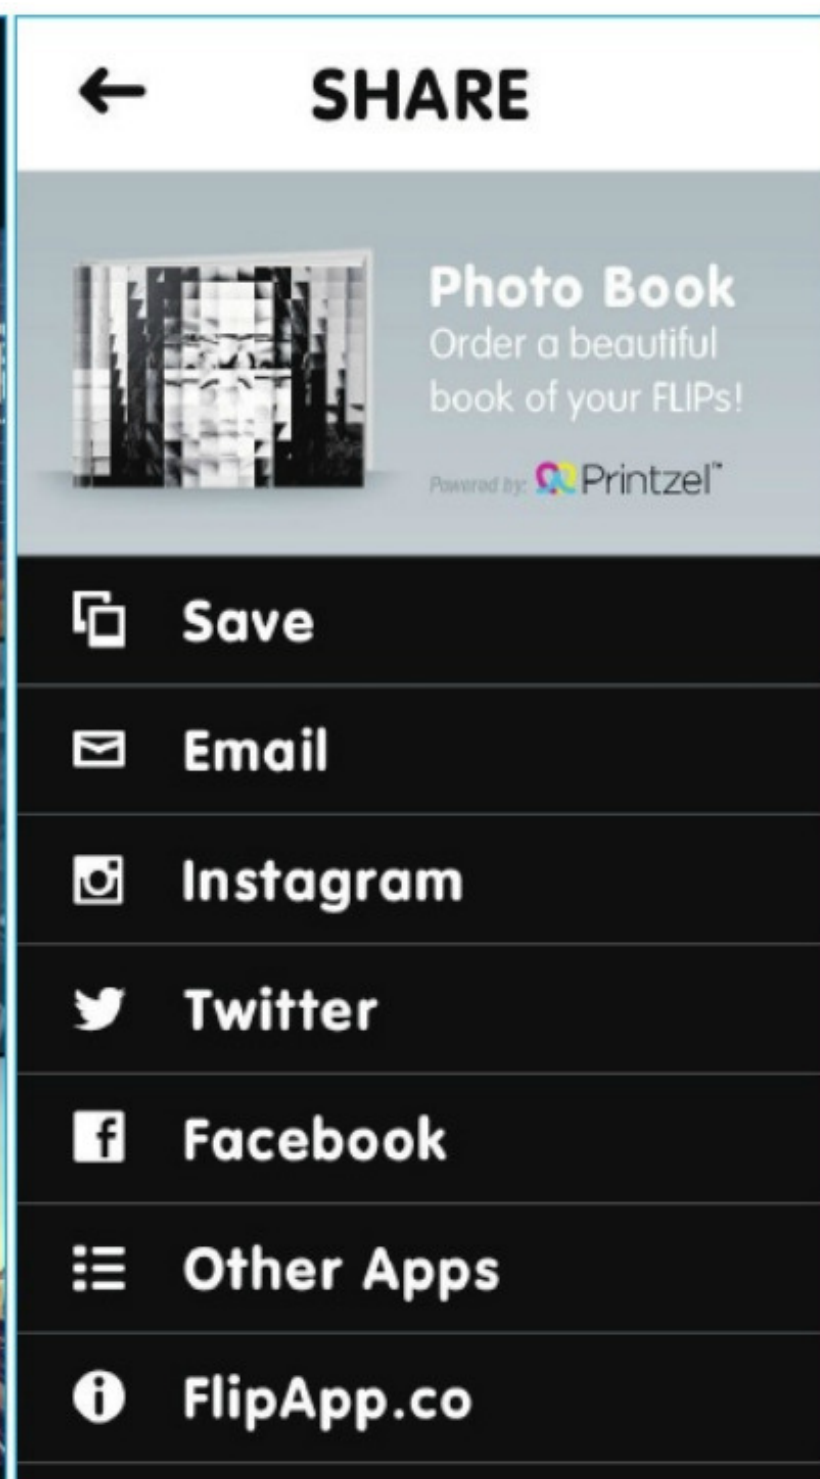 SHARE
Photo Book
Order a beautiful
book of your FLIPs!
Powered by: Printzel™
Save
Email
Instagram
Twitter
Facebook
Other Apps
FlipApp.co